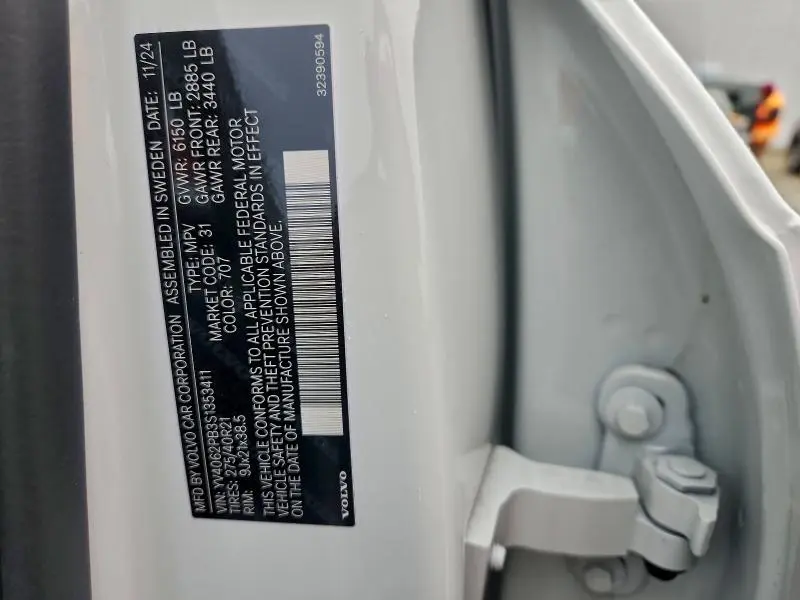 MFD BY VOLVO CAR CORPORATION ASSEMBLED IN SWEDEN DATE: 11/24
VIN: YV4062PB3S1353411 TYPE: MPV GVWR: 6150 LB
TIRES: 275/40R21 MARKET CODE: 31 GAWR FRONT: 2885 LB
RIM: 9Jx21x38.5 COLOR: 707 GAWR REAR: 3440 LB
THIS VEHICLE CONFORMS TO ALL APPLICABLE FEDERAL MOTOR
VEHICLE SAFETY AND THEFT PREVENTION STANDARDS IN EFFECT
ON THE DATE OF MANUFACTURE SHOWN ABOVE.
VOLVO 32390594